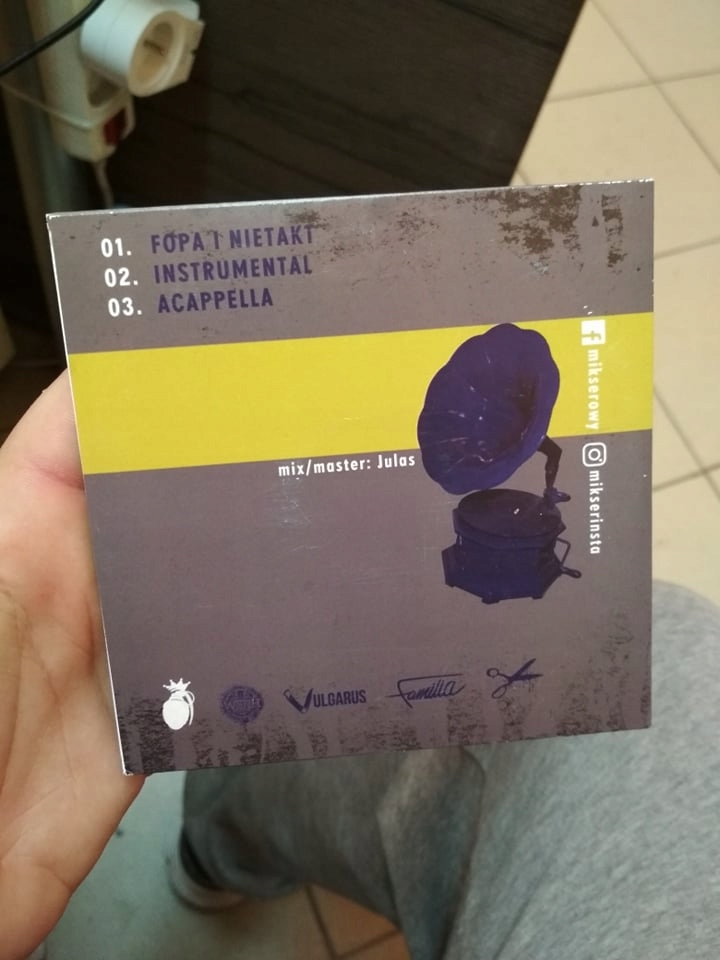 01. FOPA I NIETAKT
02. INSTRUMENTAL
03. ACAPPELLA
mikserowy
mikserinsta
mix/master: Julas
VULGARUS
Familia